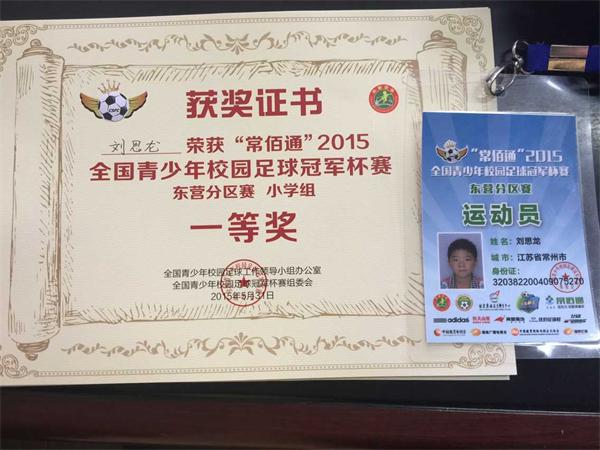 获奖证书
刘思龙 荣获“常佰通”2015
全国青少年校园足球冠军杯赛
东营分区赛 小学组
一等奖
全国青少年校园足球工作领导小组办公室
全国青少年校园足球冠军杯赛组委会
2015年5月31日
“常佰通”2015
全国青少年校园足球冠军杯赛
东营分区赛
运动员
姓名：刘思龙
城市：江苏省常州市
身份证：
320382200409075270
常佰通
adidas